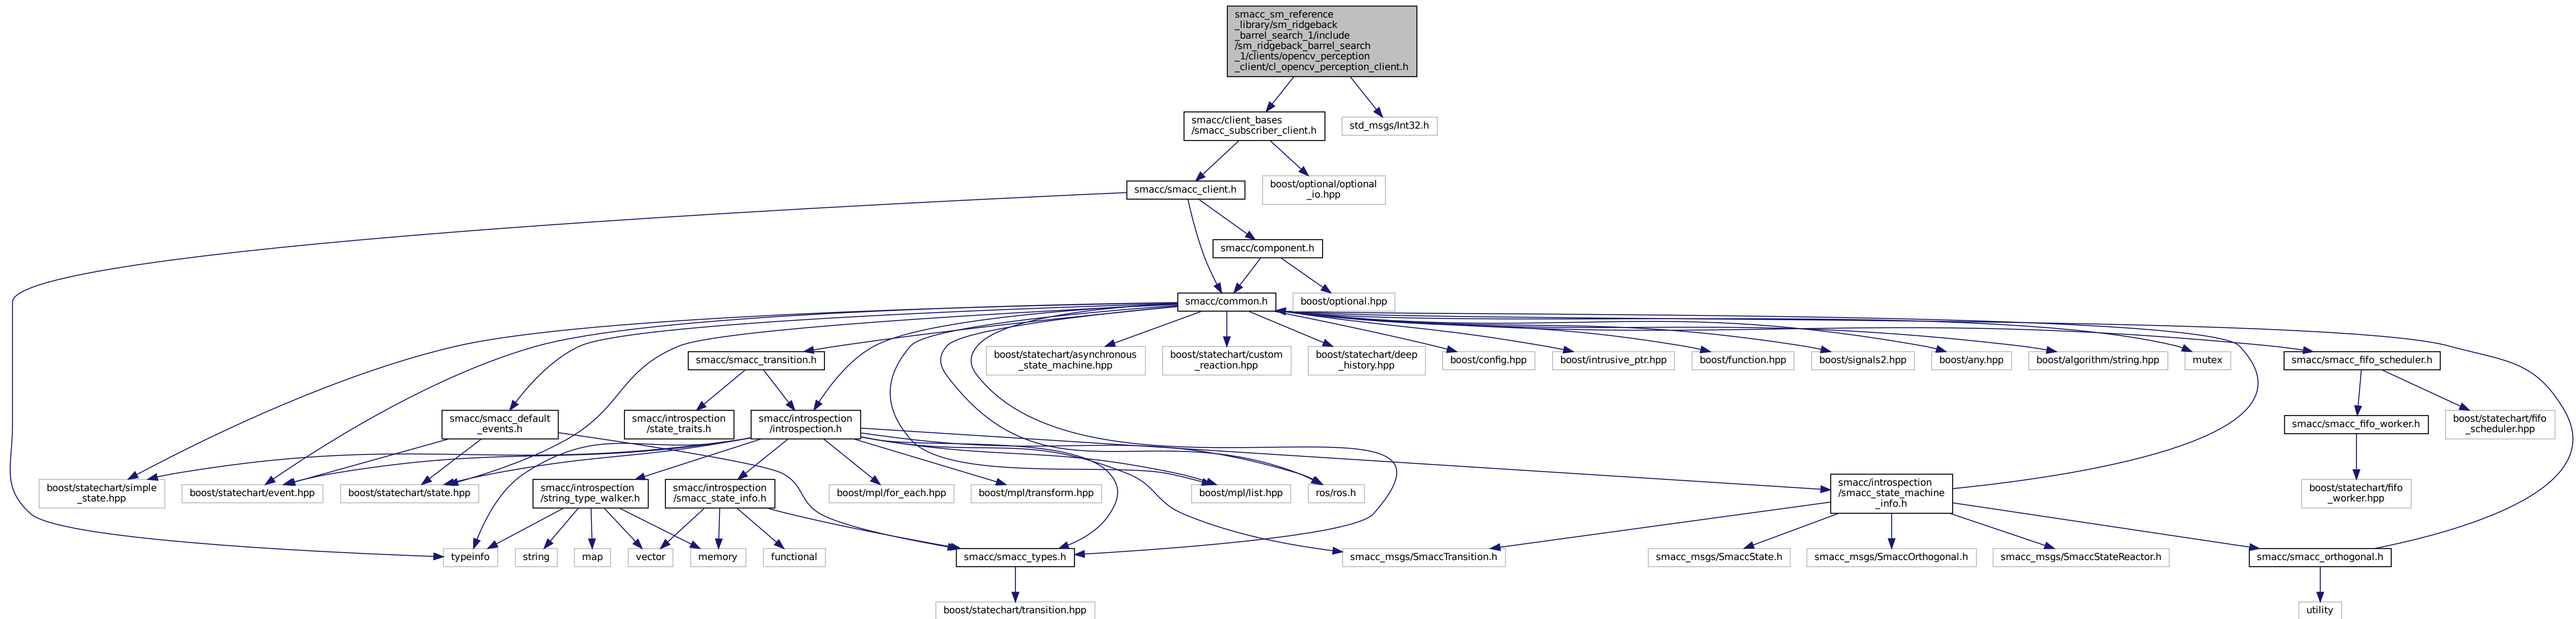 smacc_sm_reference
_library/sm_ridgeback
_barrel_search_1/include
/sm_ridgeback_barrel_search
_1/clients/opencv_perception
_client/cl_opencv_perception_client.h
smacc/client_bases
/smacc_subscriber_client.h
std_msgs/Int32.h
smacc/smacc_client.h
boost/optional/optional
_io.hpp
smacc/component.h
smacc/common.h
boost/optional.hpp
smacc/smacc_transition.h
boost/statechart/asynchronous
_state_machine.hpp
boost/statechart/custom
_reaction.hpp
boost/statechart/deep
_history.hpp
boost/config.hpp
boost/intrusive_ptr.hpp
boost/function.hpp
boost/signals2.hpp
boost/any.hpp
boost/algorithm/string.hpp
mutex
smacc/smacc_fifo_scheduler.h
smacc/smacc_default
_events.h
smacc/introspection
/state_traits.h
smacc/introspection
/introspection.h
smacc/smacc_fifo_worker.h
boost/statechart/fifo
_scheduler.hpp
boost/statechart/simple
_state.hpp
boost/statechart/event.hpp
boost/statechart/state.hpp
smacc/introspection
/string_type_walker.h
smacc/introspection
/smacc_state_info.h
boost/mpl/for_each.hpp
boost/mpl/transform.hpp
boost/mpl/list.hpp
ros/ros.h
smacc/introspection
/smacc_state_machine
_info.h
boost/statechart/fifo
_worker.hpp
typeinfo
string
map
vector
memory
functional
smacc/smacc_types.h
smacc_msgs/SmaccTransition.h
smacc_msgs/SmaccState.h
smacc_msgs/SmaccOrthogonal.h
smacc_msgs/SmaccStateReactor.h
smacc/smacc_orthogonal.h
boost/statechart/transition.hpp
utility